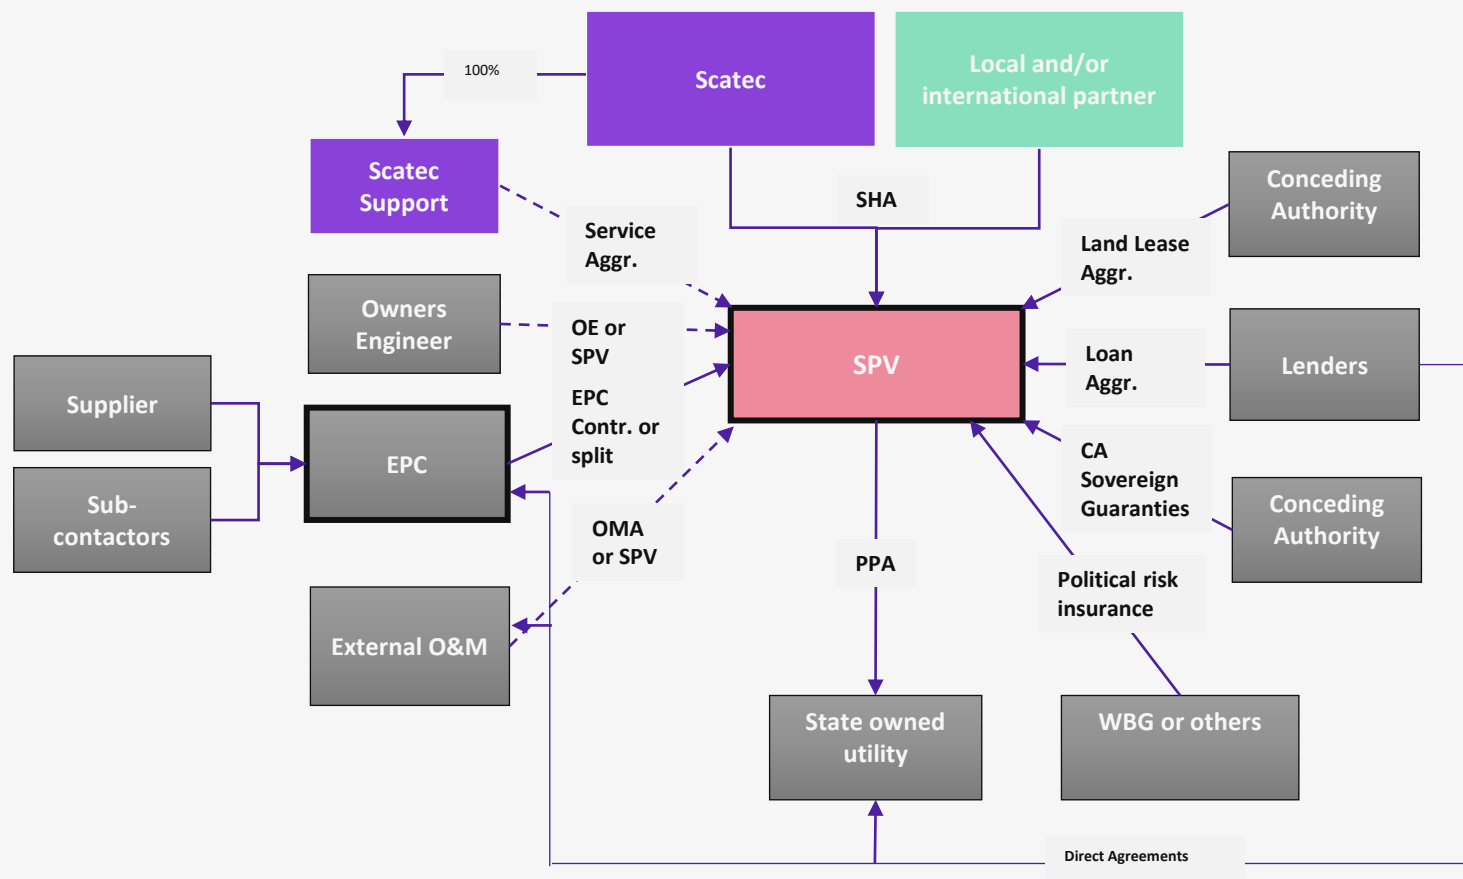 100%
Scatec
Local and/or
international partner
Scatec
Support
SHA
Conceding
Authority
Service
Aggr.
Land Lease
Aggr.
Owners
Engineer
OE or
SPV
SPV
Loan
Aggr.
Lenders
Supplier
EPC
Contr. or
split
EPC
CA
Sovereign
Guaranties
Sub-
contactors
Conceding
Authority
OMA
or SPV
PPA
Political risk
insurance
External O&M
State owned
utility
WBG or others
Direct Agreements